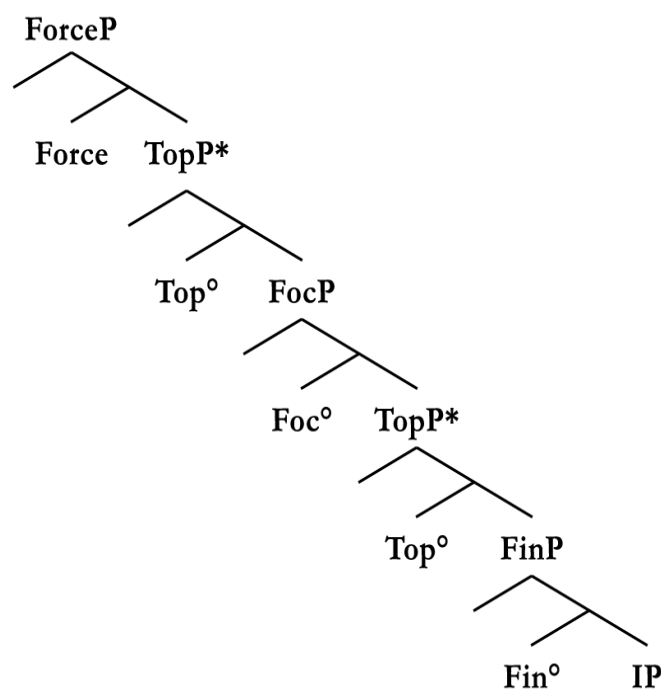 ForceP
Force TopP*
Top° FocP
Foc° TopP*
Top° FinP
Fin° IP